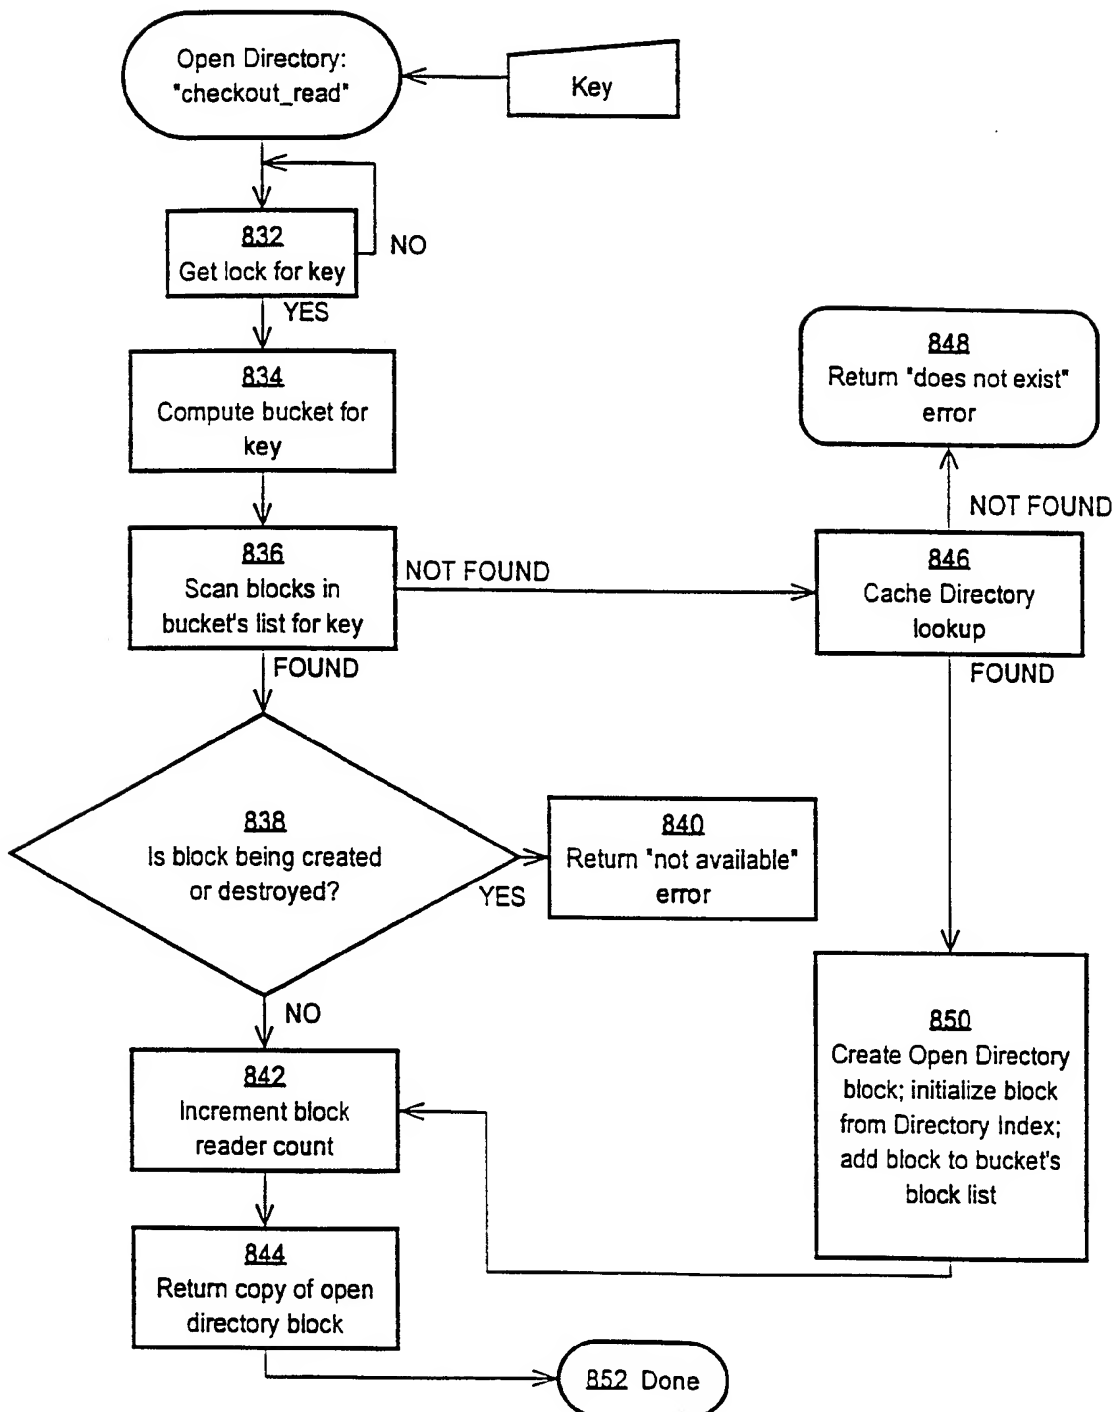 Open Directory:
"checkout_read"
Key
832
Get lock for key
NO
YES
834
Compute bucket for
key
836
Scan blocks in
bucket's list for key
NOT FOUND
FOUND
846
Cache Directory
lookup
NOT FOUND
848
Return "does not exist"
error
FOUND
838
Is block being created
or destroyed?
YES
840
Return "not available"
error
NO
842
Increment block
reader count
850
Create Open Directory
block; initialize block
from Directory Index;
add block to bucket's
block list
844
Return copy of open
directory block
852 Done